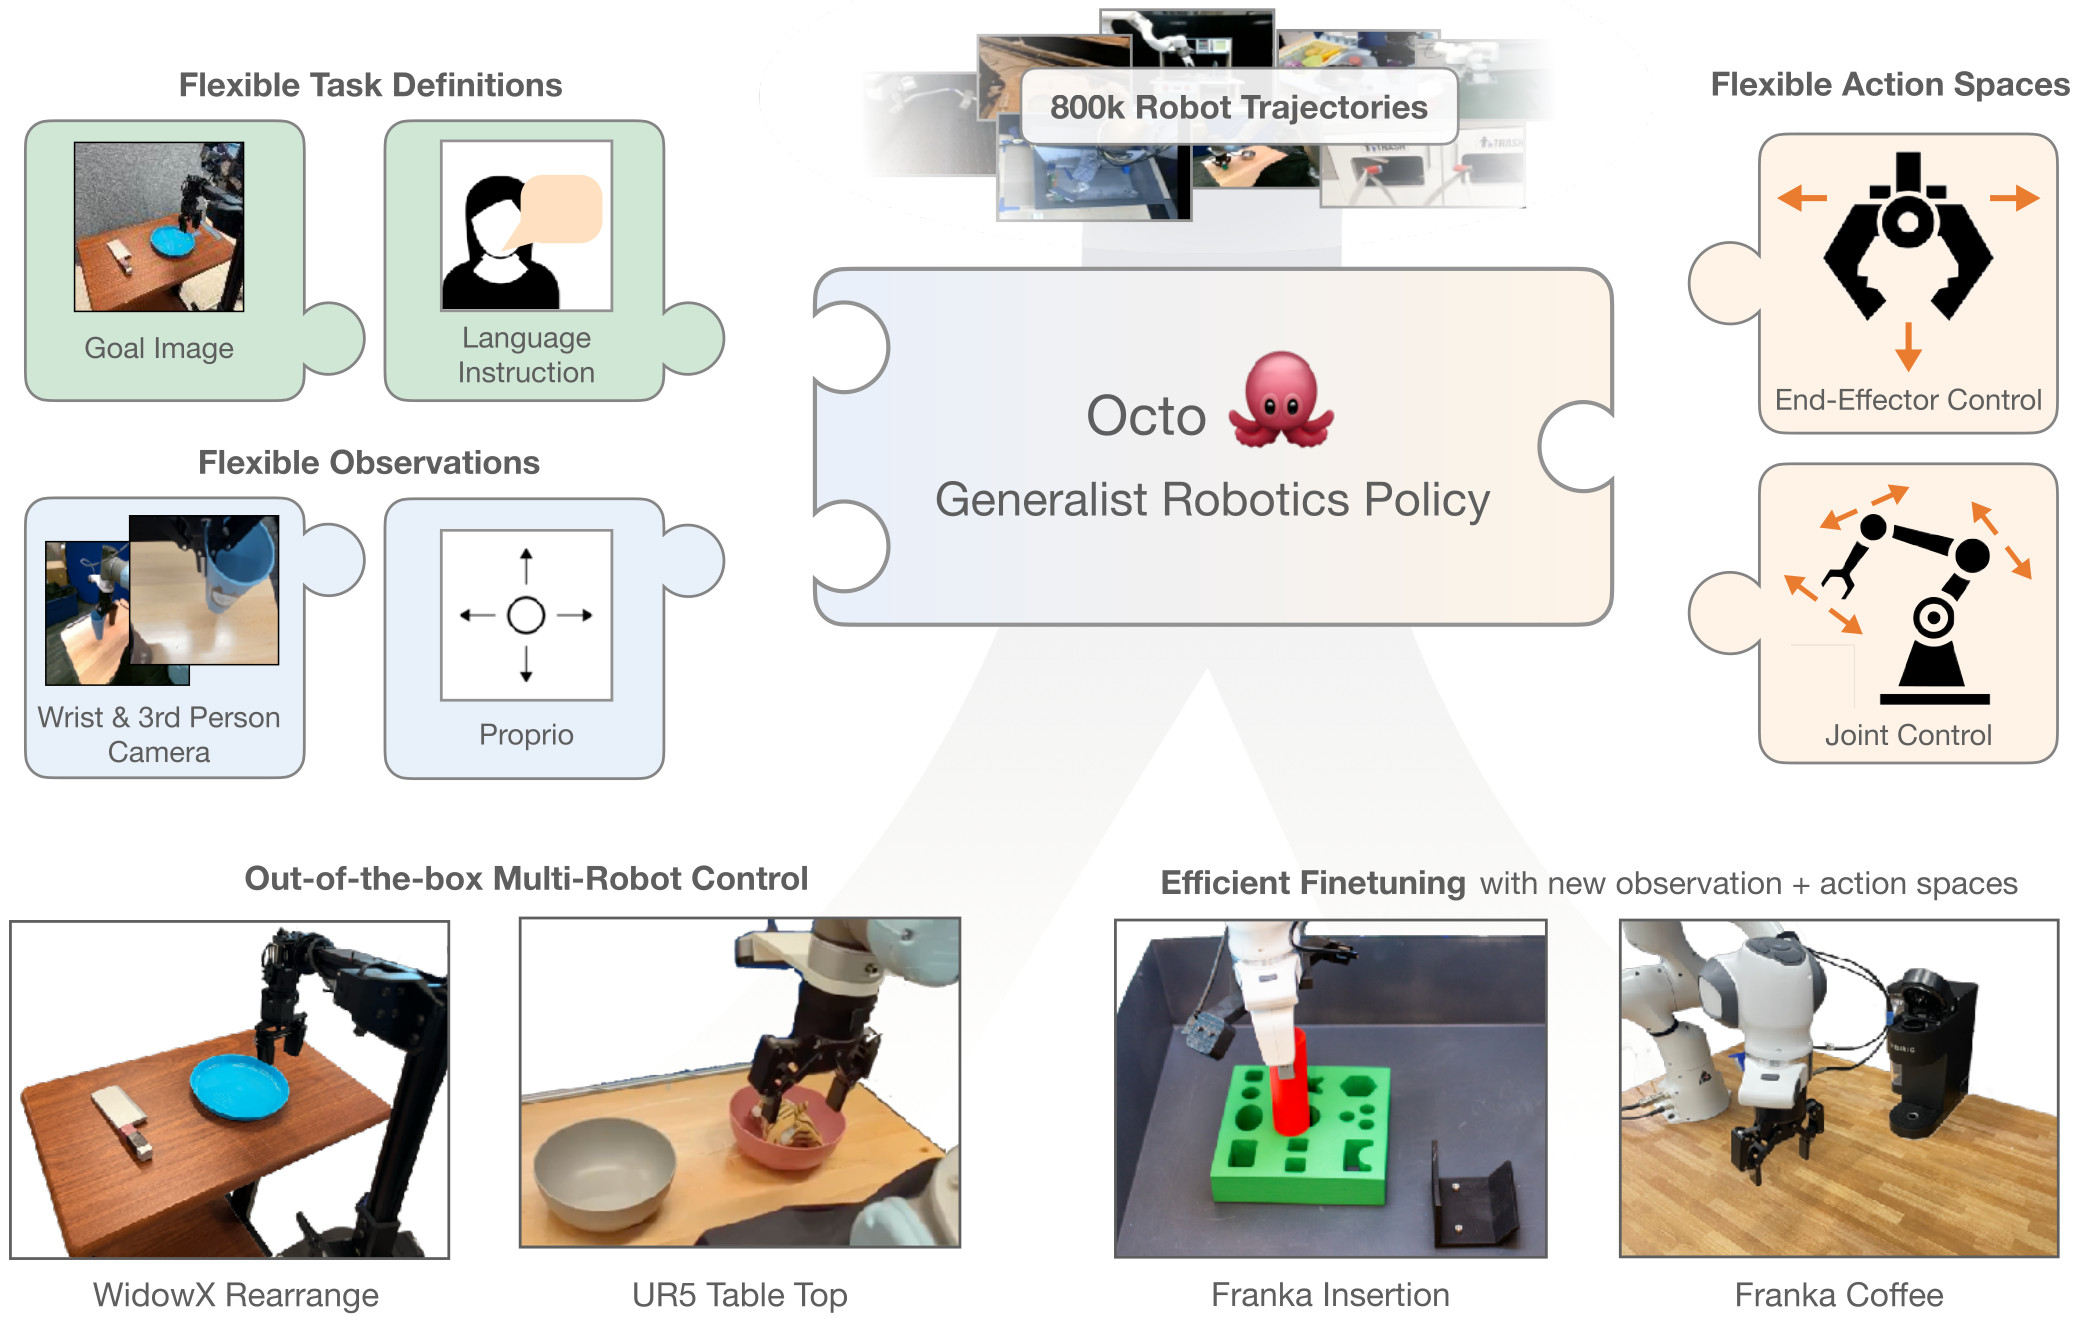 Flexible Task Definitions
Goal Image
Language
Instruction
Flexible Observations
Wrist & 3rd Person
Camera
Proprio
800k Robot Trajectories
TRASH
TRASH
Octo
Generalist Robotics Policy
Flexible Action Spaces
End-Effector Control
Joint Control
Out-of-the-box Multi-Robot Control
WidowX Rearrange
UR5 Table Top
Efficient Finetuning with new observation + action spaces
Franka Insertion
Franka Coffee